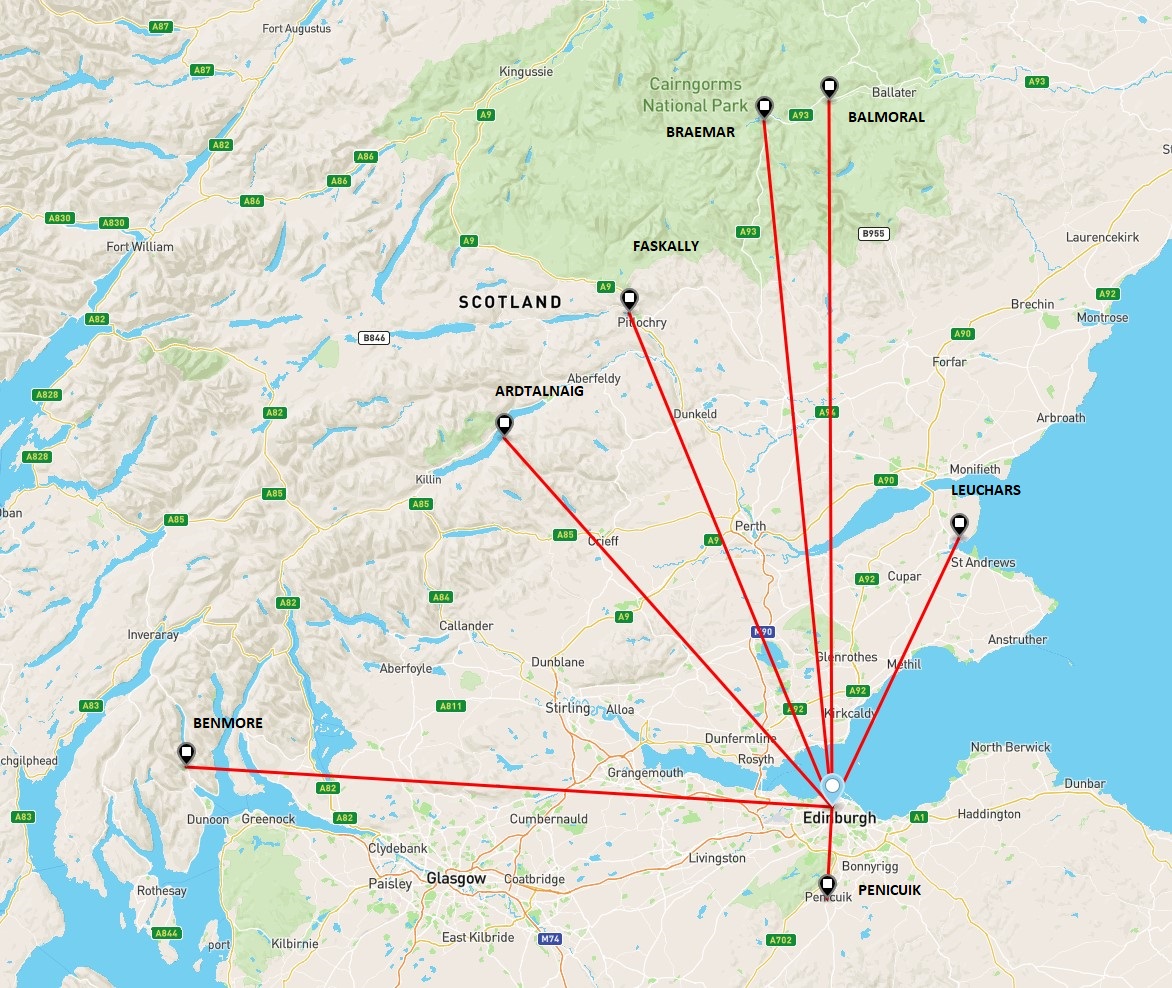 A87
Fort Augustus
A87
Kingussie
Cairngorms
National Park
A93
Ballater
A9
A93
BALMORAL
BRAEMAR
A82
St
A86
A86
A86
A830
A830
A93
B955
Laurencekirk
A9
FASKALLY
Fort William
A9
A92
SCOTLAND
Brechin
Montrose
A82
Pitlochry
B846
A90
Forfar
Aberfeldy
ARDTALNAIG
A828
A82
Dunkeld
A94
Arbroath
A828
Monifieth
Killin
A90
LEUCHARS
A85
A85
ban
A85
Perth
A85
Crieff
A9
St Andrews
A92
Cupar
A84
A82
A9
Callander
Inveraray
M90
Anstruther
Glenrothes
Methil
Dunblane
Aberfoyle
A92
A83
A811
Stirling
Alloa
A92
Kirkcaldy
BENMORE
Dunfermline
North Berwick
chgilphead
Rosyth
Grangemouth
A82
Dunbar
A83
Dunoon
Greenock
A82
Cumbernauld
Edinburgh
A1
Haddington
Clydebank
Livingston
Bonnyrigg
Glasgow
Coatbridge
Paisley
Rothesay
Penicuik
PENICUIK
A844
port
Kilbirnie
East Kilbride
M74
A702